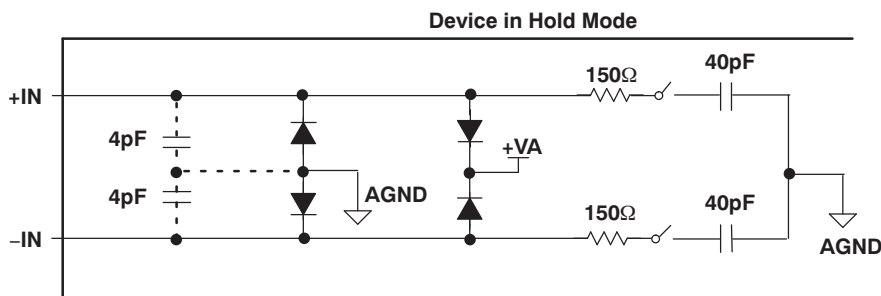 Device in Hold Mode
150Ω
40pF
+IN
4pF
+VA
4pF
AGND
150Ω
40pF
−IN
AGND